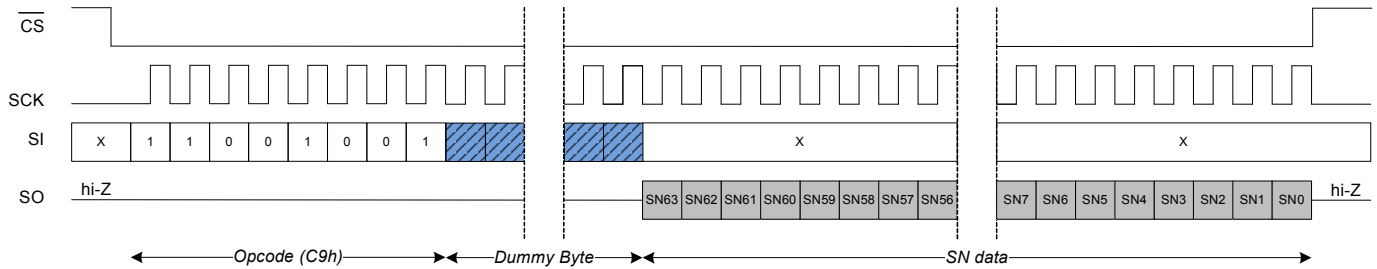 CS
SCK
SI X 1 1 0 0 1 0 0 1 X X
SO hi-Z SN63 SN62 SN61 SN60 SN59 SN58 SN57 SN56 SN7 SN6 SN5 SN4 SN3 SN2 SN1 SN0 hi-Z
Opcode (C9h) Dummy Byte SN data